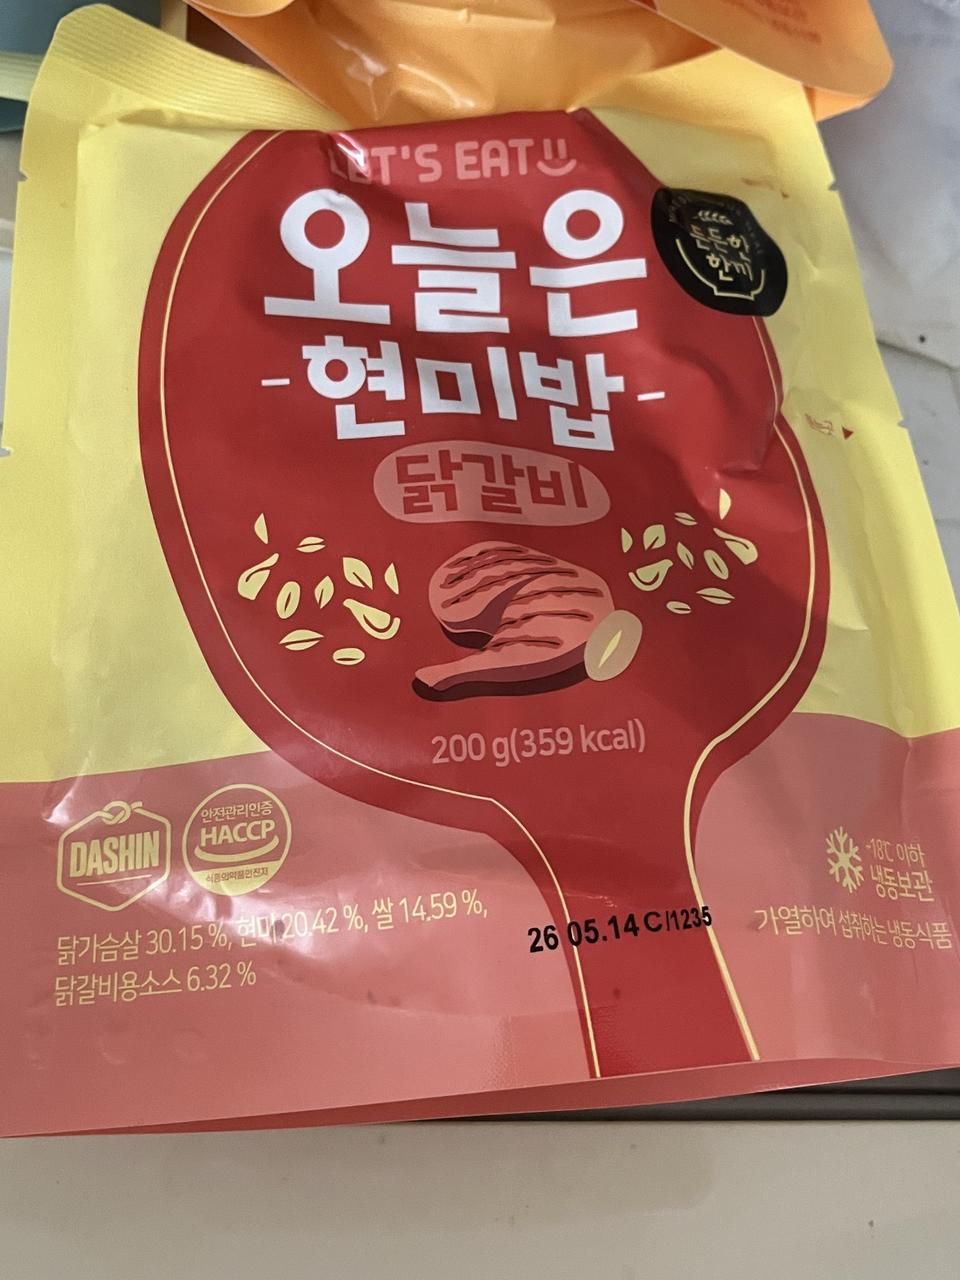 LET'S EAT
오늘은
-현미밥-
닭갈비
든든한
한끼
200 g(359 kcal)
DASHIN
안전관리인증
HACCP
식품의약품안전처
-18℃ 이하
냉동보관
가열하여 섭취하는 냉동식품
닭가슴살 30.15 %, 현미 20.42 %, 쌀 14.59 %,
닭갈비용소스 6.32 %
26 05.14 C/1235